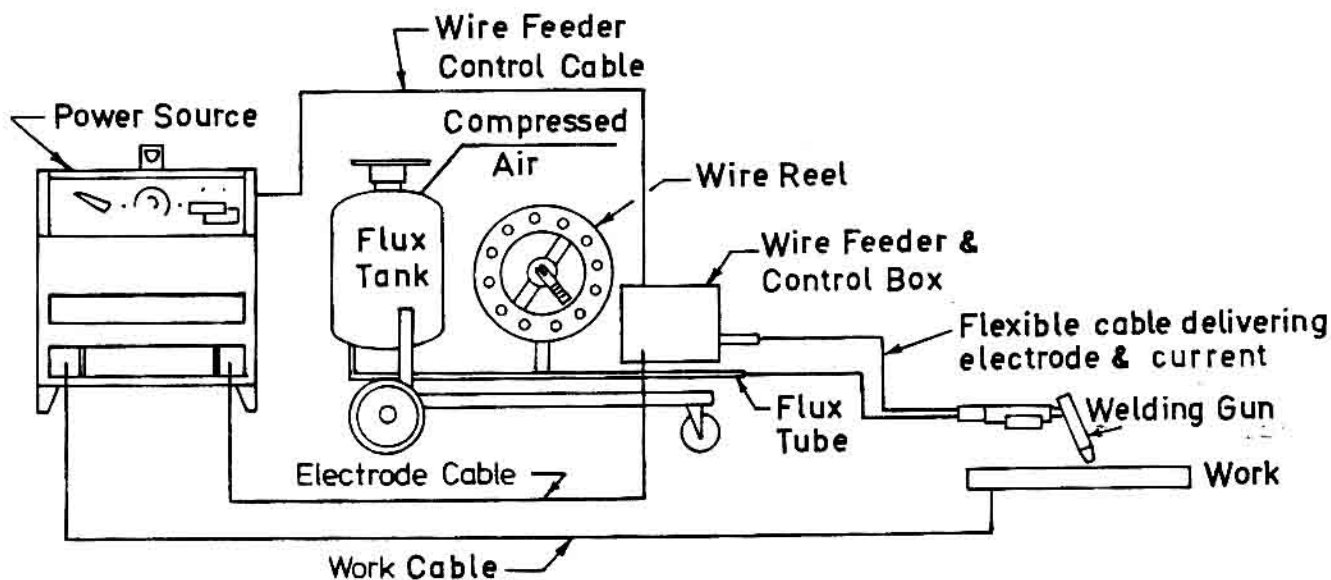 Wire Feeder
Control Cable
Power Source
Compressed
Air
Wire Reel
Flux
Tank
Wire Feeder &
Control Box
Flexible cable delivering
electrode & current
Flux
Tube
Welding Gun
Electrode Cable
Work
Work Cable